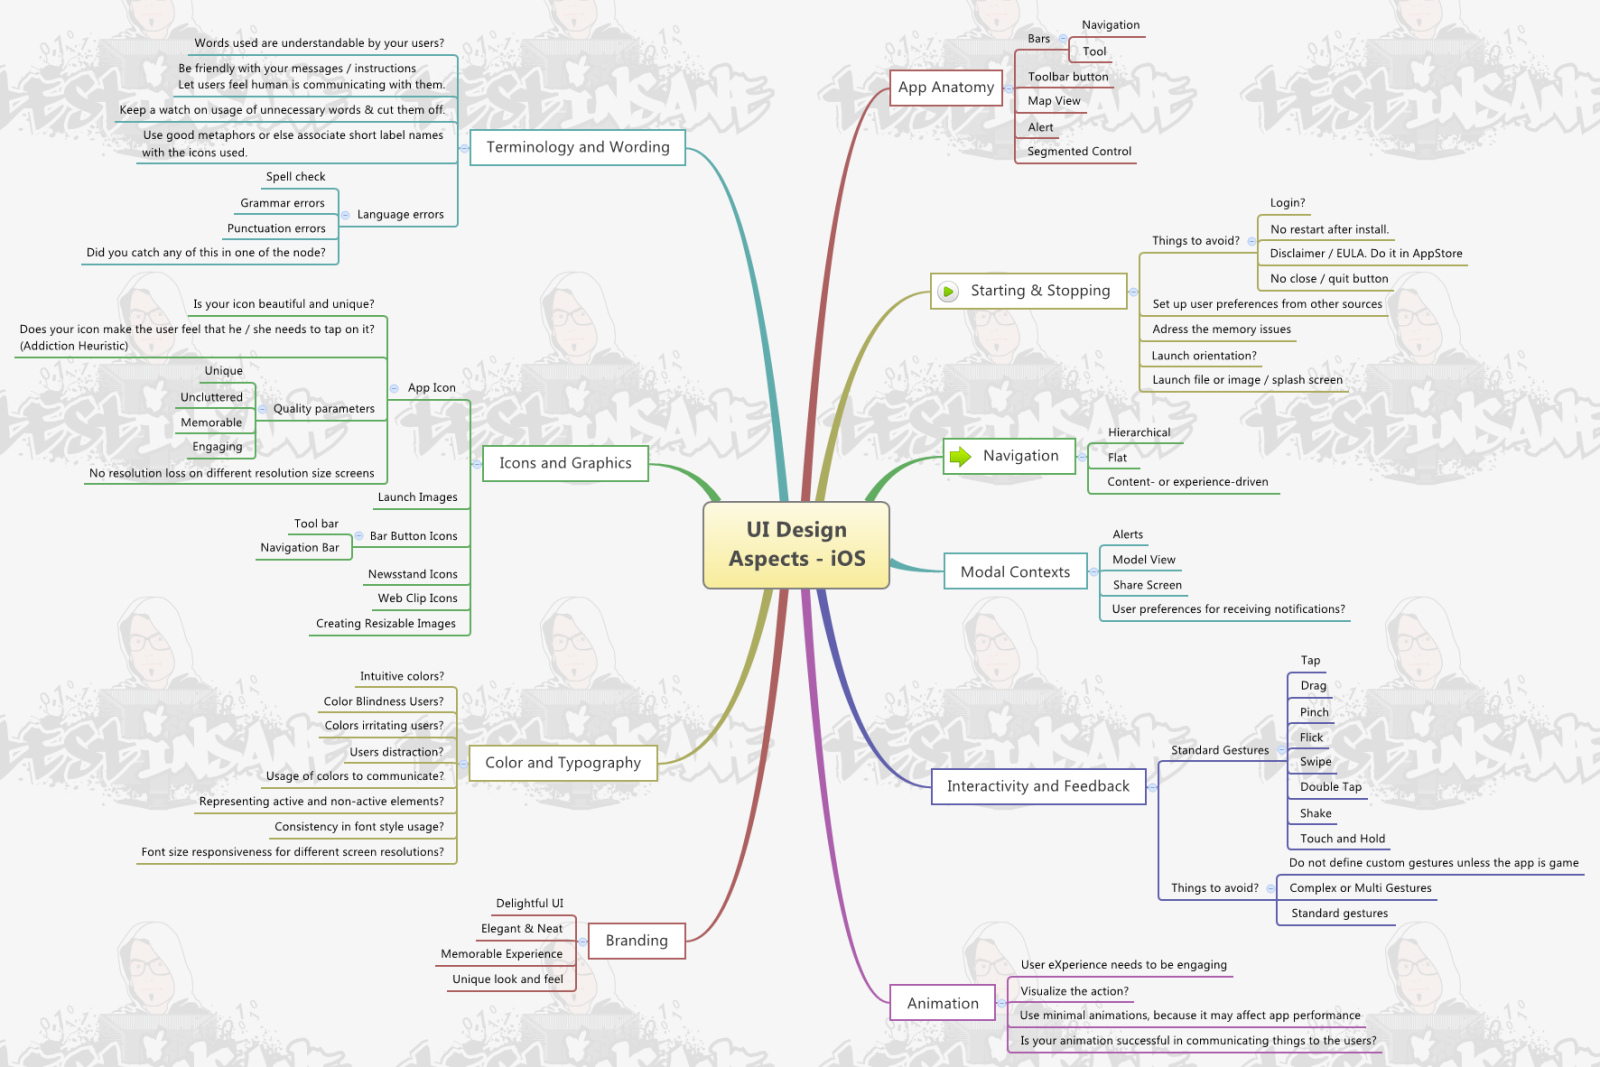 UI Design
Aspects - iOS
App Anatomy
Bars
Navigation
Tool
Toolbar button
Map View
Alert
Segmented Control
Starting & Stopping
Things to avoid?
Login?
No restart after install.
Disclaimer / EULA. Do it in AppStore
No close / quit button
Set up user preferences from other sources
Adress the memory issues
Launch orientation?
Launch file or image / splash screen
Navigation
Hierarchical
Flat
Content- or experience-driven
Modal Contexts
Alerts
Model View
Share Screen
User preferences for receiving notifications?
Interactivity and Feedback
Standard Gestures
Tap
Drag
Pinch
Flick
Swipe
Double Tap
Shake
Touch and Hold
Things to avoid?
Do not define custom gestures unless the app is game
Complex or Multi Gestures
Standard gestures
Animation
User eXperience needs to be engaging
Visualize the action?
Use minimal animations, because it may affect app performance
Is your animation successful in communicating things to the users?
Terminology and Wording
Words used are understandable by your users?
Be friendly with your messages / instructions
Let users feel human is communicating with them.
Keep a watch on usage of unnecessary words & cut them off.
Use good metaphors or else associate short label names
with the icons used.
Language errors
Spell check
Grammar errors
Punctuation errors
Did you catch any of this in one of the node?
Icons and Graphics
App Icon
Is your icon beautiful and unique?
Does your icon make the user feel that he / she needs to tap on it?
(Addiction Heuristic)
Quality parameters
Unique
Uncluttered
Memorable
Engaging
No resolution loss on different resolution size screens
Launch Images
Bar Button Icons
Tool bar
Navigation Bar
Newsstand Icons
Web Clip Icons
Creating Resizable Images
Color and Typography
Intuitive colors?
Color Blindness Users?
Colors irritating users?
Users distraction?
Usage of colors to communicate?
Representing active and non-active elements?
Consistency in font style usage?
Font size responsiveness for different screen resolutions?
Branding
Delightful UI
Elegant & Neat
Memorable Experience
Unique look and feel
TEST INSANE